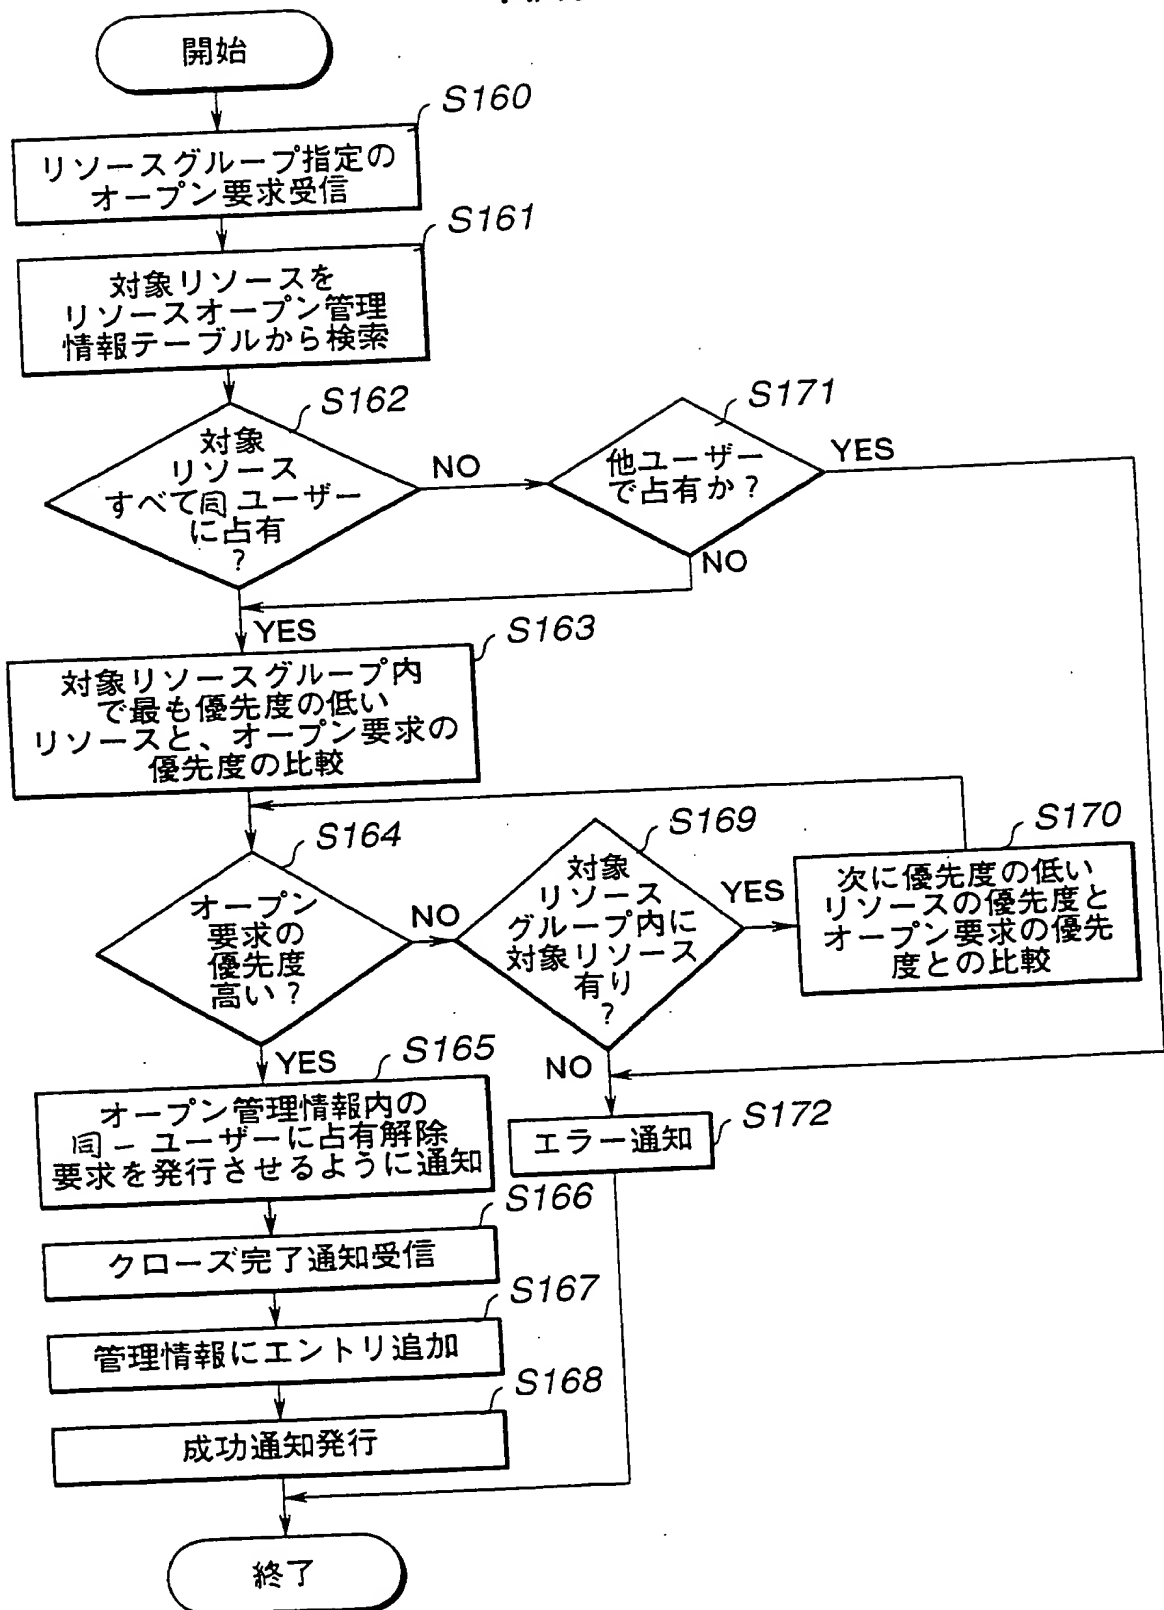 開始
S160
リソースグループ指定の
オープン要求受信
S161
対象リソースを
リソースオープン管理
情報テーブルから検索
S162
対象
リソース
すべて同ユーザー
に占有
?
NO
S171
他ユーザー
で占有か?
YES
NO
YES
S163
対象リソースグループ内
で最も優先度の低い
リソースと、オープン要求の
優先度の比較
S164
オープン
要求の
優先度
高い?
NO
S169
対象
リソース
グループ内に
対象リソース
有り
?
YES
S170
次に優先度の低い
リソースの優先度と
オープン要求の優先
度との比較
YES
NO
S165
オープン管理情報内の
同一ユーザーに占有解除
要求を発行させるように通知
S172
エラー通知
S166
クローズ完了通知受信
S167
管理情報にエントリ追加
S168
成功通知発行
終了